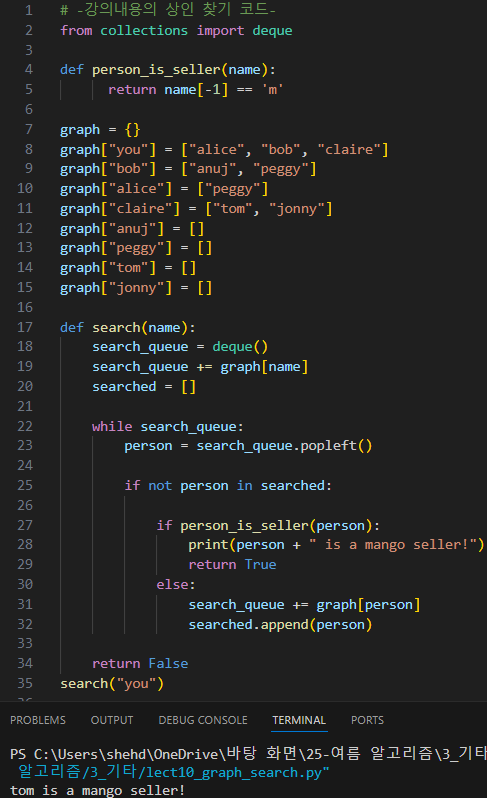 1 # -강의내용의 상인 찾기 코드-
2 from collections import deque
3
4 def person_is_seller(name):
5 return name[-1] == 'm'
6
7 graph = {}
8 graph["you"] = ["alice", "bob", "claire"]
9 graph["bob"] = ["anuj", "peggy"]
10 graph["alice"] = ["peggy"]
11 graph["claire"] = ["tom", "jonny"]
12 graph["anuj"] = []
13 graph["peggy"] = []
14 graph["tom"] = []
15 graph["jonny"] = []
16
17 def search(name):
18 search_queue = deque()
19 search_queue += graph[name]
20 searched = []
21
22 while search_queue:
23 person = search_queue.popleft()
24
25 if not person in searched:
26
27 if person_is_seller(person):
28 print(person + " is a mango seller!")
29 return True
30 else:
31 search_queue += graph[person]
32 searched.append(person)
33
34 return False
35 search("you")
PROBLEMS OUTPUT DEBUG CONSOLE TERMINAL PORTS
PS C:\Users\shehd\OneDrive\바탕 화면\25-여름 알고리즘\3_기타
알고리즘/3_기타/lect10_graph_search.py"
tom is a mango seller!